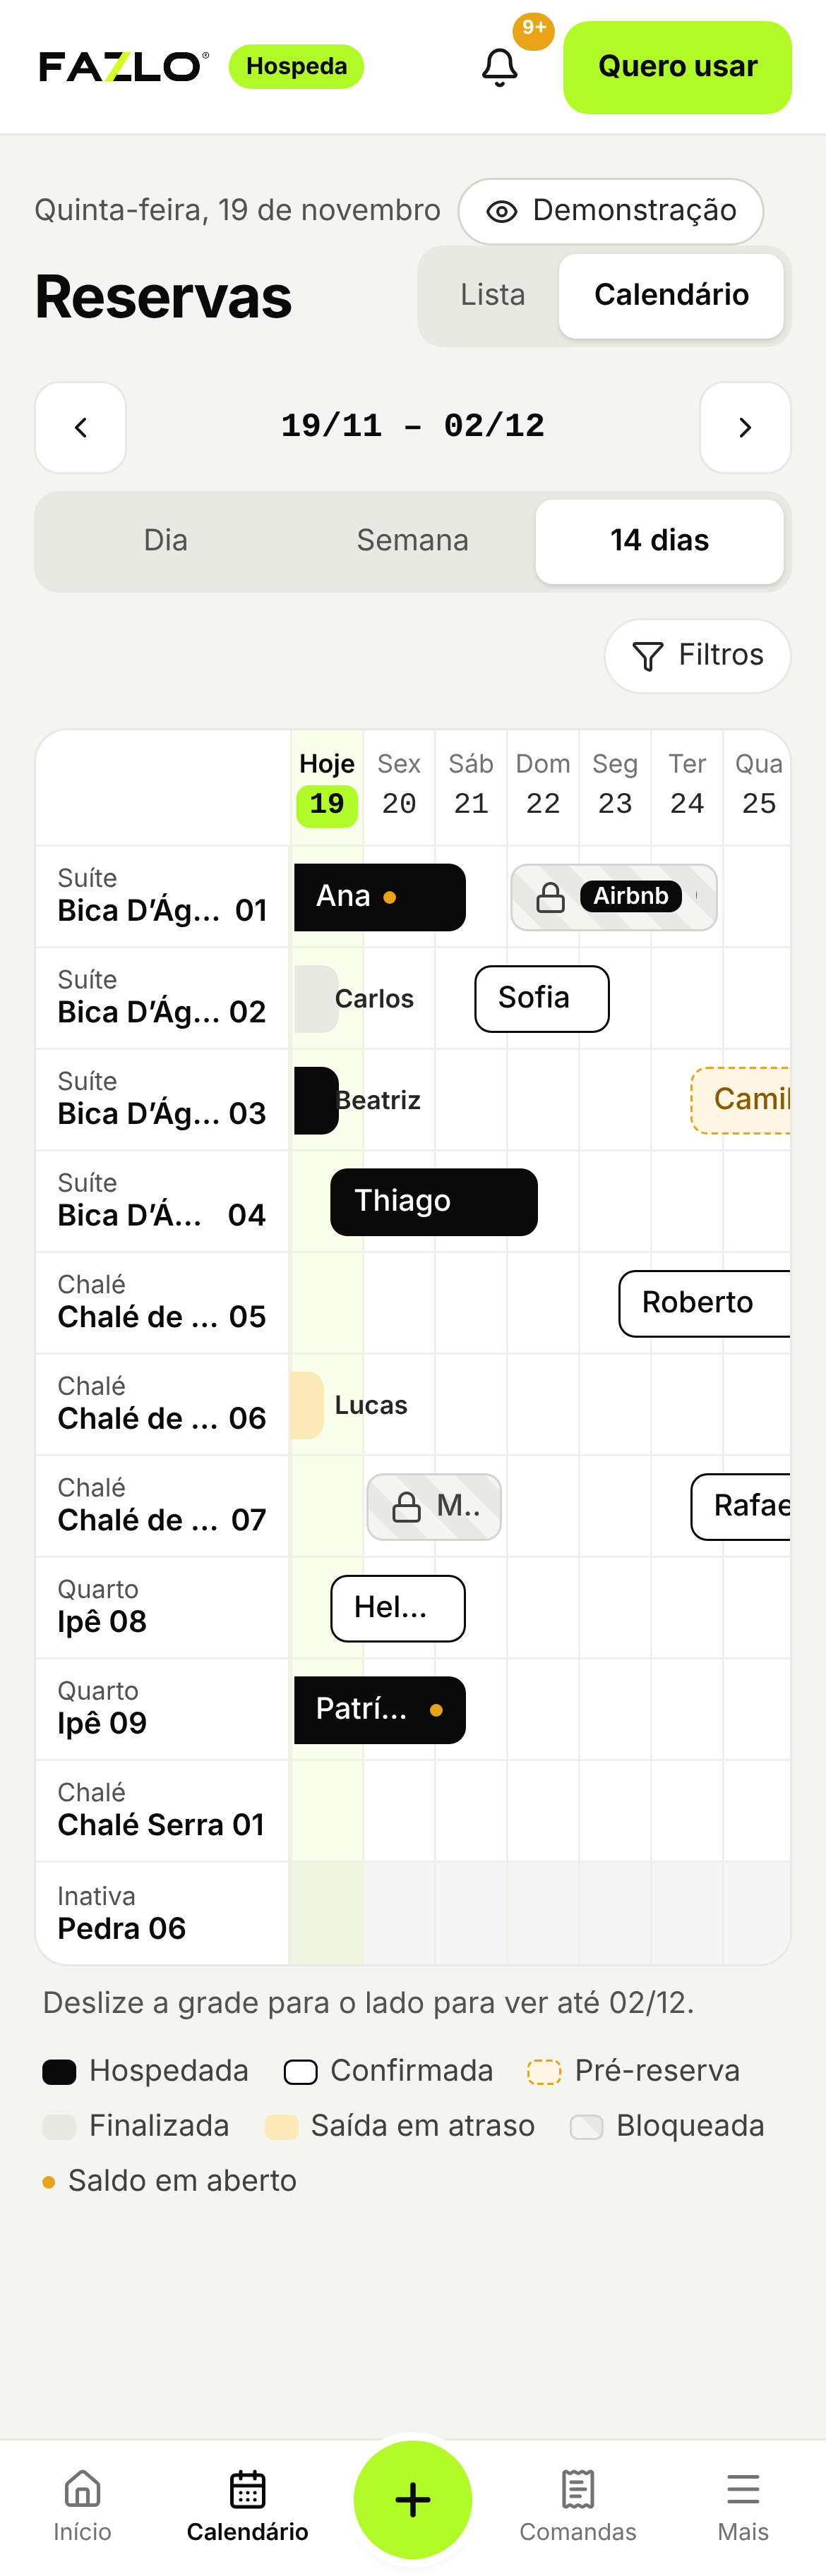 FAZLO® Hospeda 9+ Quero usar
Quinta-feira, 19 de novembro Demonstração
Reservas Lista Calendário
19/11 – 02/12
Dia Semana 14 dias
Filtros
Hoje Sex Sáb Dom Seg Ter Qua
19 20 21 22 23 24 25
Suíte
Bica D’Ág... 01 Ana Airbnb
Suíte
Bica D’Ág... 02 Carlos Sofia
Suíte
Bica D’Ág... 03 Beatriz Camil
Suíte
Bica D’Á... 04 Thiago
Chalé
Chalé de ... 05 Roberto
Chalé
Chalé de ... 06 Lucas
Chalé
Chalé de ... 07 M.. Rafae
Quarto
Ipê 08 Hel...
Quarto
Ipê 09 Patrí...
Chalé
Chalé Serra 01
Inativa
Pedra 06
Deslize a grade para o lado para ver até 02/12.
Hospedada Confirmada Pré-reserva
Finalizada Saída em atraso Bloqueada
Saldo em aberto
Início Calendário Comandas Mais